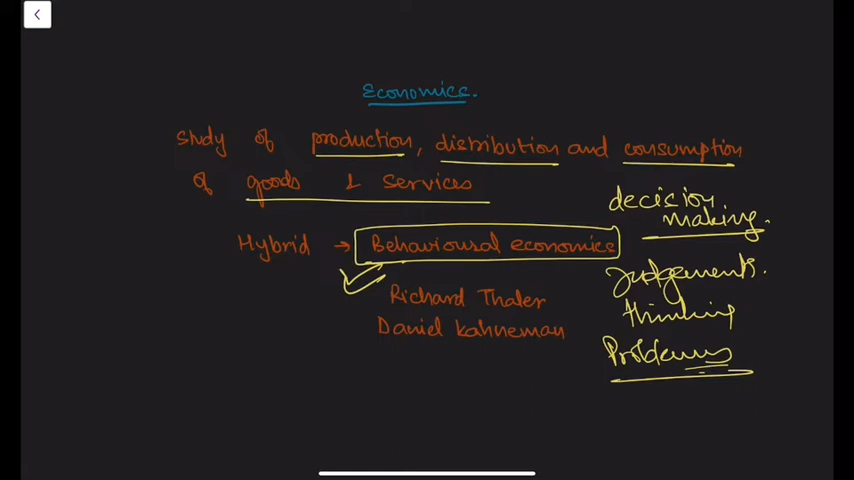 Economics.
study of production, distribution and consumption
of goods & services
decision
making.
Hybrid → Behavioural economics
Judgements.
Richard Thaler
thinking
Daniel Kahneman
Problems